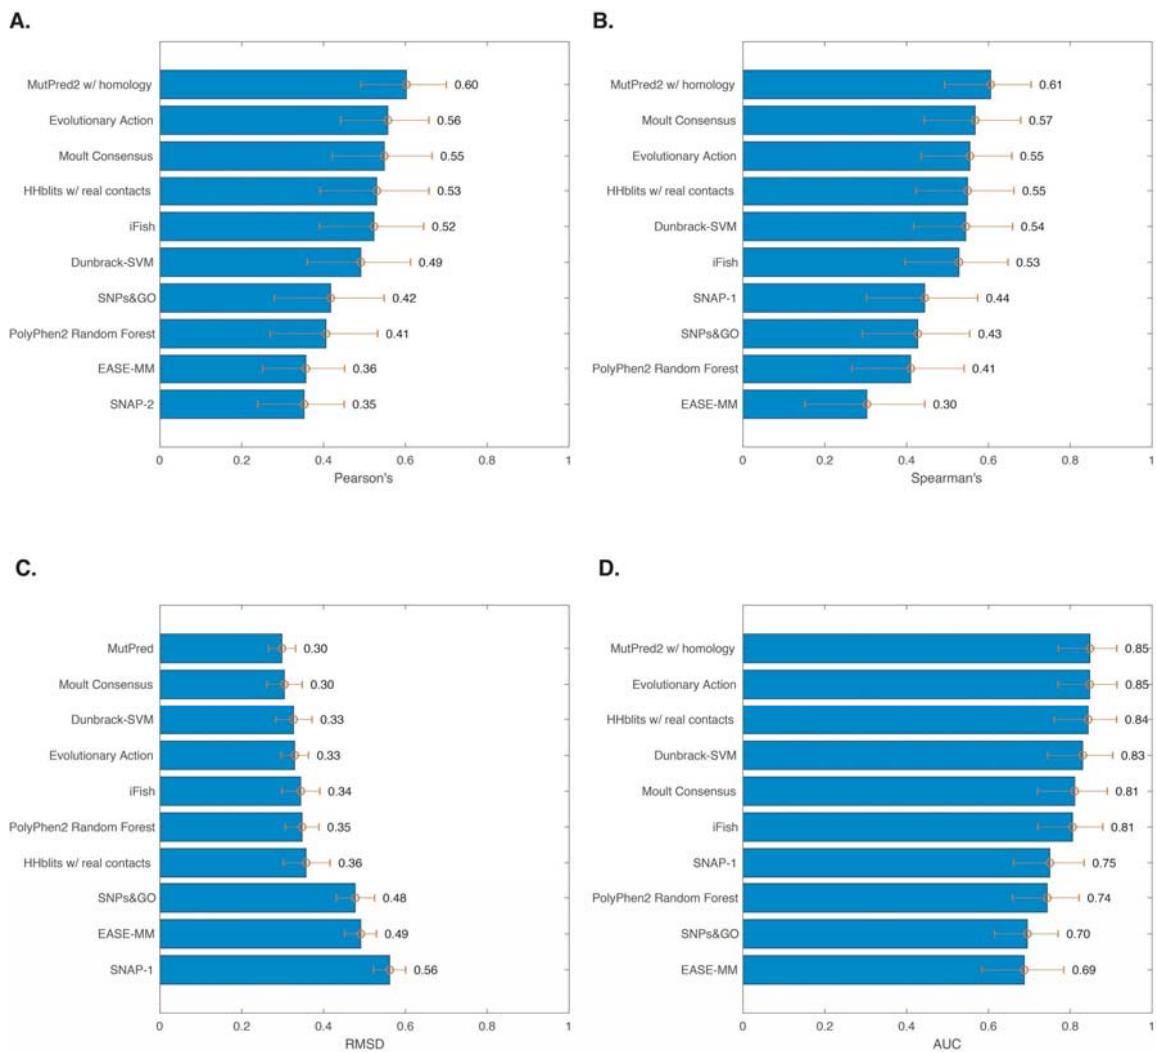 A.
MutPred2 w/ homology 0.60
Evolutionary Action 0.56
Moult Consensus 0.55
HHblits w/ real contacts 0.53
iFish 0.52
Dunbrack-SVM 0.49
SNPs&GO 0.42
PolyPhen2 Random Forest 0.41
EASE-MM 0.36
SNAP-2 0.35
0 0.2 0.4 0.6 0.8 1
Pearson's
B.
MutPred2 w/ homology 0.61
Moult Consensus 0.57
Evolutionary Action 0.55
HHblits w/ real contacts 0.55
Dunbrack-SVM 0.54
iFish 0.53
SNAP-1 0.44
SNPs&GO 0.43
PolyPhen2 Random Forest 0.41
EASE-MM 0.30
0 0.2 0.4 0.6 0.8 1
Spearman's
C.
MutPred 0.30
Moult Consensus 0.30
Dunbrack-SVM 0.33
Evolutionary Action 0.33
iFish 0.34
PolyPhen2 Random Forest 0.35
HHblits w/ real contacts 0.36
SNPs&GO 0.48
EASE-MM 0.49
SNAP-1 0.56
0 0.2 0.4 0.6 0.8 1
RMSD
D.
MutPred2 w/ homology 0.85
Evolutionary Action 0.85
HHblits w/ real contacts 0.84
Dunbrack-SVM 0.83
Moult Consensus 0.81
iFish 0.81
SNAP-1 0.75
PolyPhen2 Random Forest 0.74
SNPs&GO 0.70
EASE-MM 0.69
0 0.2 0.4 0.6 0.8 1
AUC